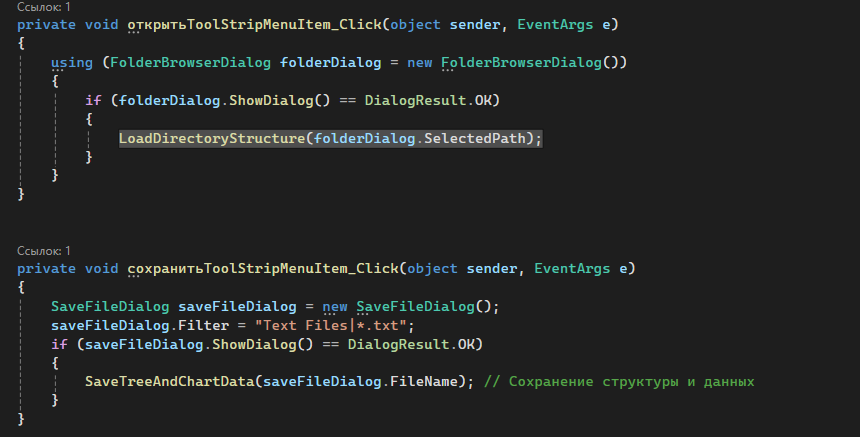 Ссылок: 1
private void открытьToolStripMenuItem_Click(object sender, EventArgs e)
{
using (FolderBrowserDialog folderDialog = new FolderBrowserDialog())
{
if (folderDialog.ShowDialog() == DialogResult.OK)
{
LoadDirectoryStructure(folderDialog.SelectedPath);
}
}
}
Ссылок: 1
private void сохранитьToolStripMenuItem_Click(object sender, EventArgs e)
{
SaveFileDialog saveFileDialog = new SaveFileDialog();
saveFileDialog.Filter = "Text Files|*.txt";
if (saveFileDialog.ShowDialog() == DialogResult.OK)
{
SaveTreeAndChartData(saveFileDialog.FileName); // Сохранение структуры и данных
}
}